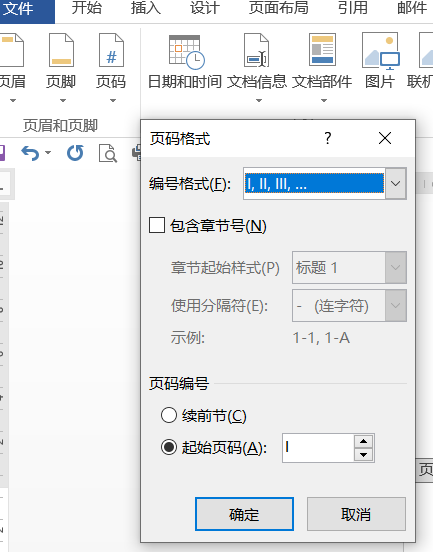 文件 开始 插入 设计 页面布局 引用 邮件
页眉 页脚 页码 日期和时间 文档信息 文档部件 图片 联机
页眉和页脚
页码格式 ?
编号格式(F): I, II, III, ...
包含章节号(N)
章节起始样式(P) 标题 1
使用分隔符(E): - (连字符)
示例: 1-1, 1-A
页码编号
续前节(C)
起始页码(A): I
页
确定 取消